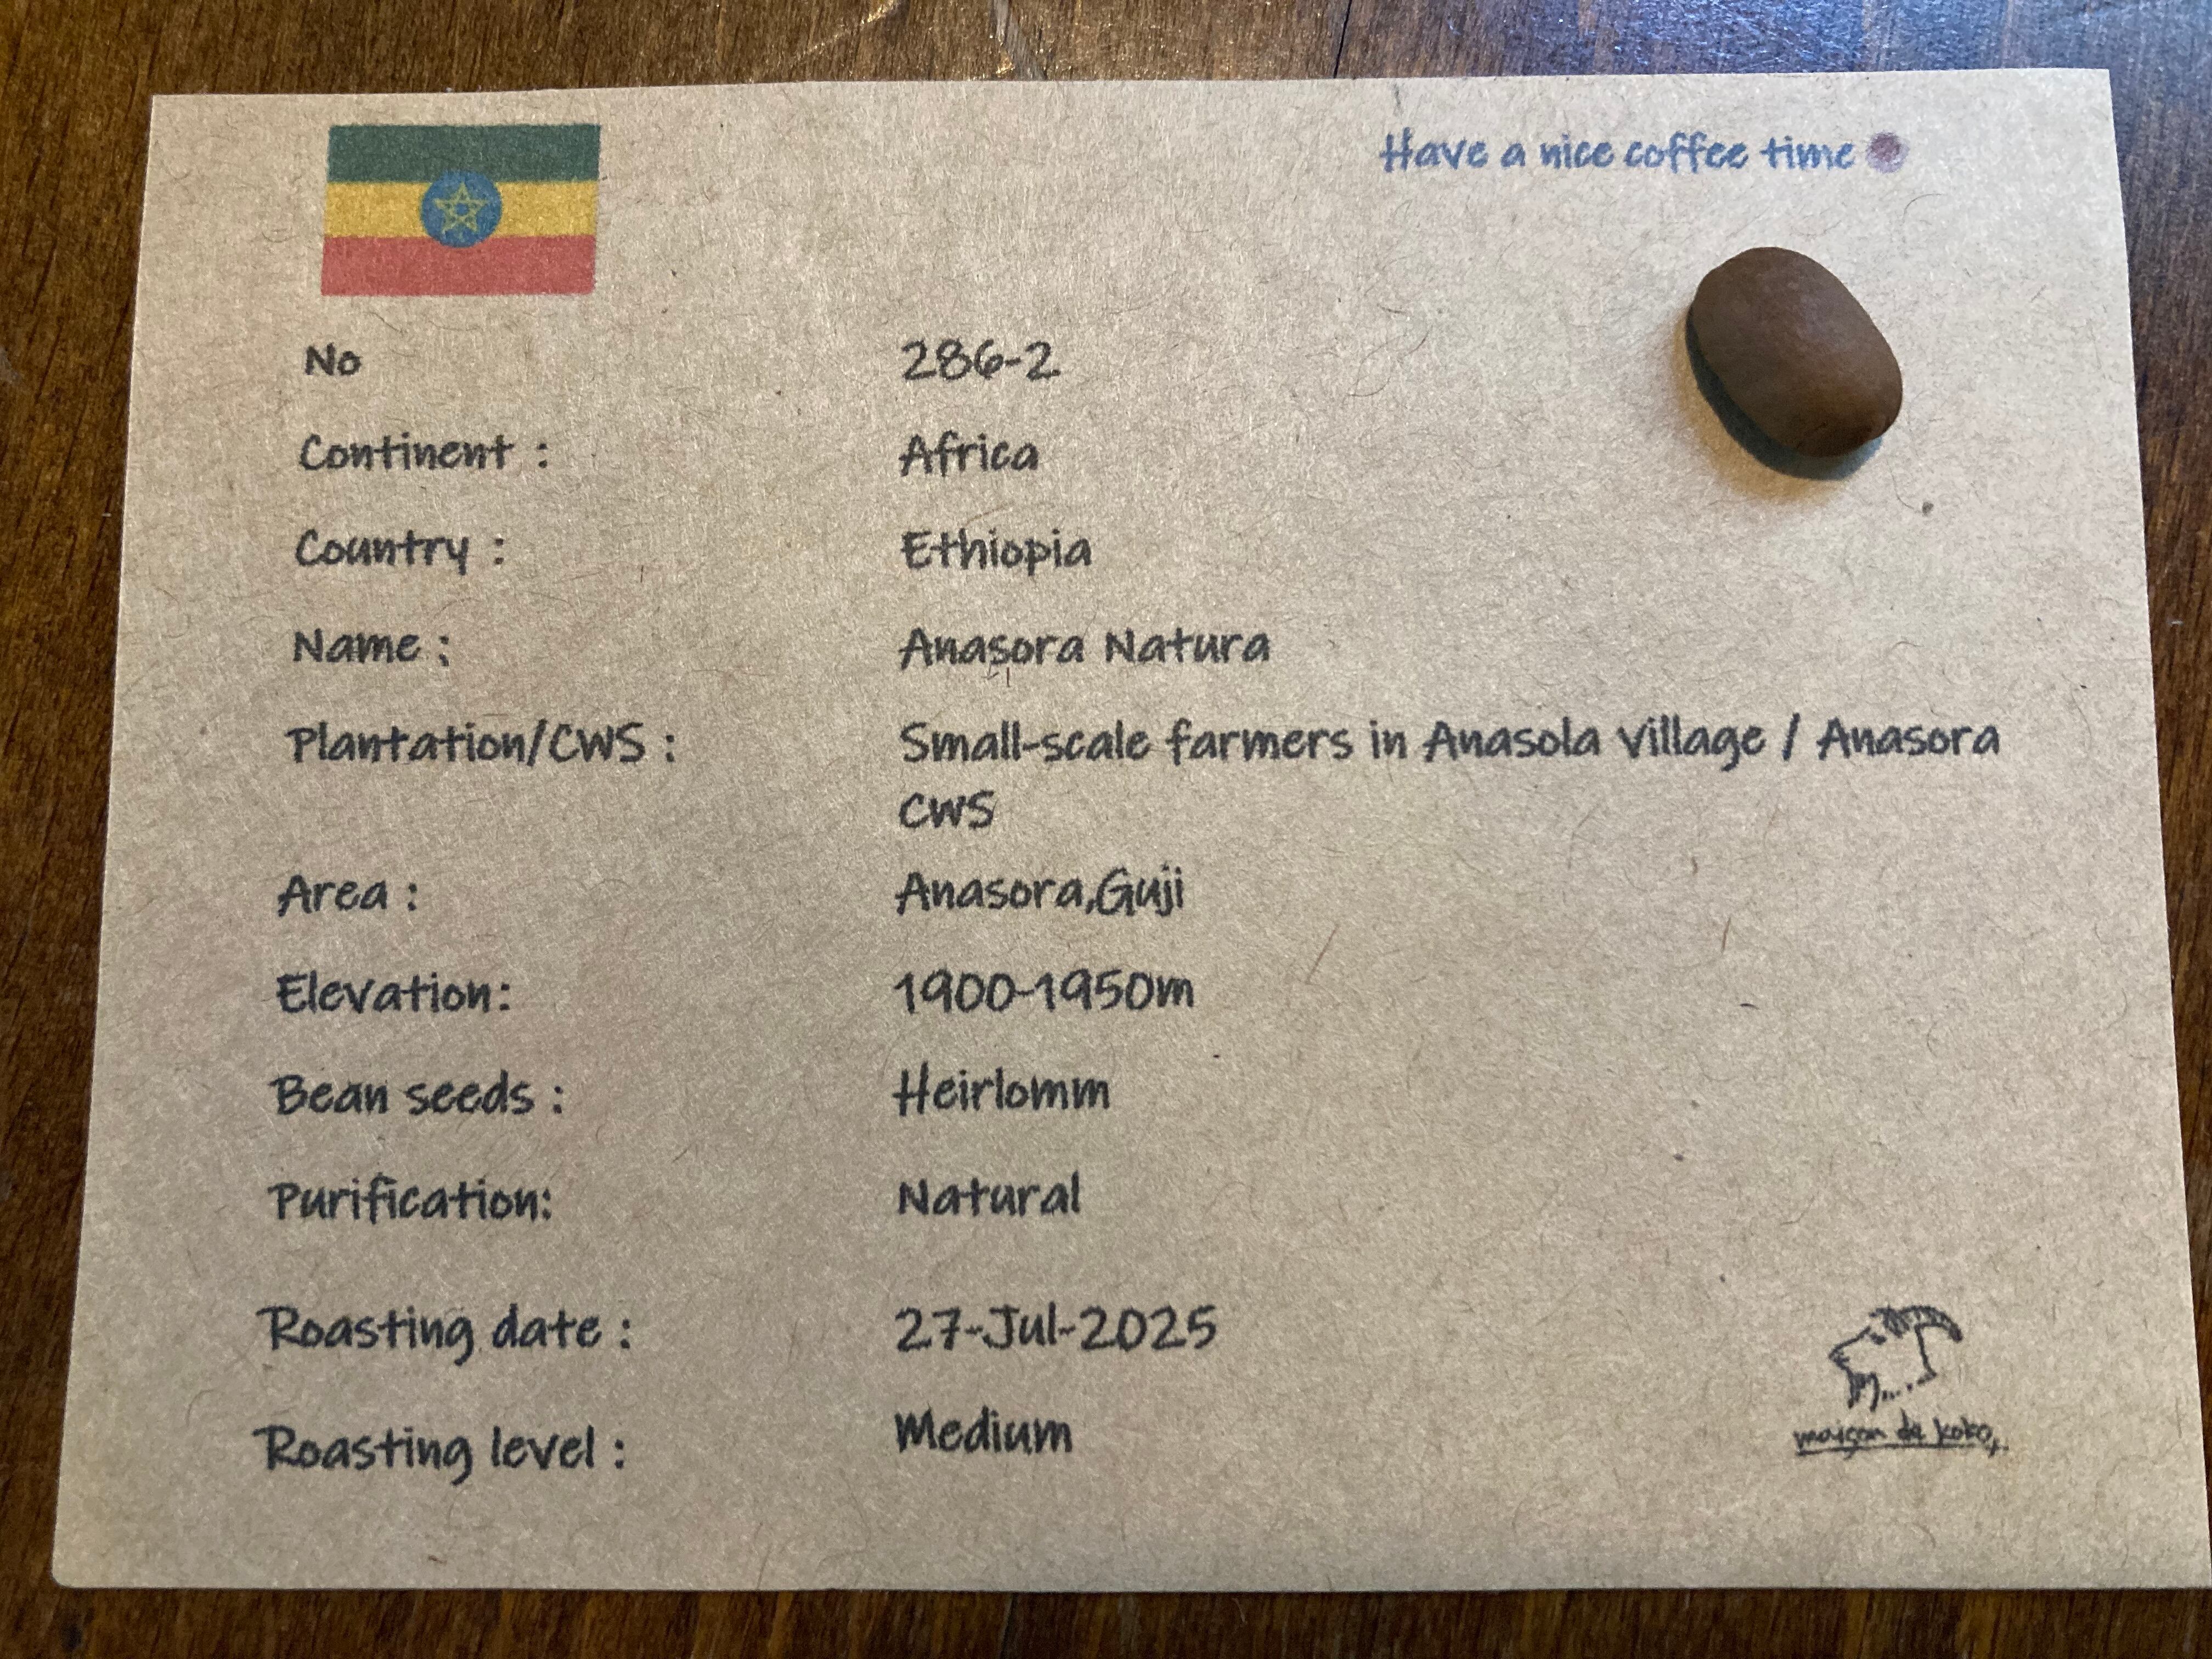 Have a nice coffee time
No 286-2
Continent : Africa
Country : Ethiopia
Name : Anasora Natura
Plantation/CWS : Small-scale farmers in Anasola village / Anasora
CWS
Area : Anasora,Guji
Elevation: 1900-1950m
Bean seeds : Heirlomm
Purification: Natural
Roasting date : 27-Jul-2025
Roasting level : Medium
maison de koko,